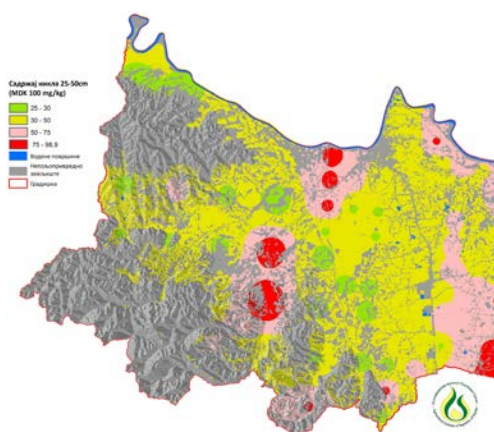 Садржај никла 25-50cm
(MDK 100 mg/kg)
25 - 30
30 - 50
50 - 75
75 - 98,9
Водене површине
Непољопривредно
земљиште
Градишка